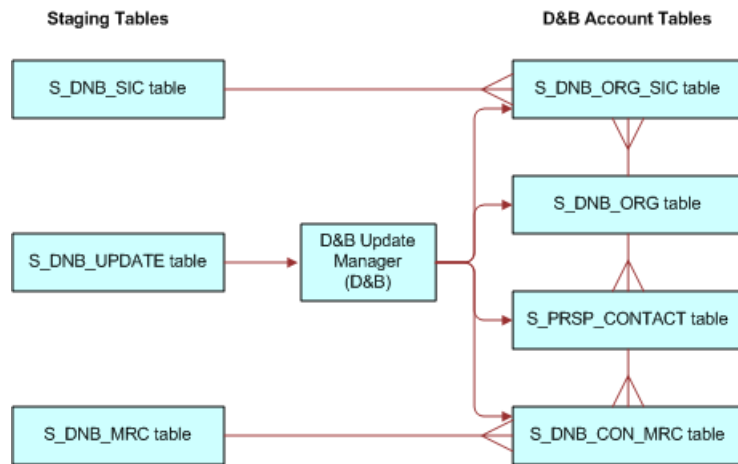 Staging Tables
D&B Account Tables
S_DNB_SIC table
S_DNB_ORG_SIC table
S_DNB_ORG table
S_DNB_UPDATE table
D&B Update
Manager
(D&B)
S_PRSP_CONTACT table
S_DNB_MRC table
S_DNB_CON_MRC table